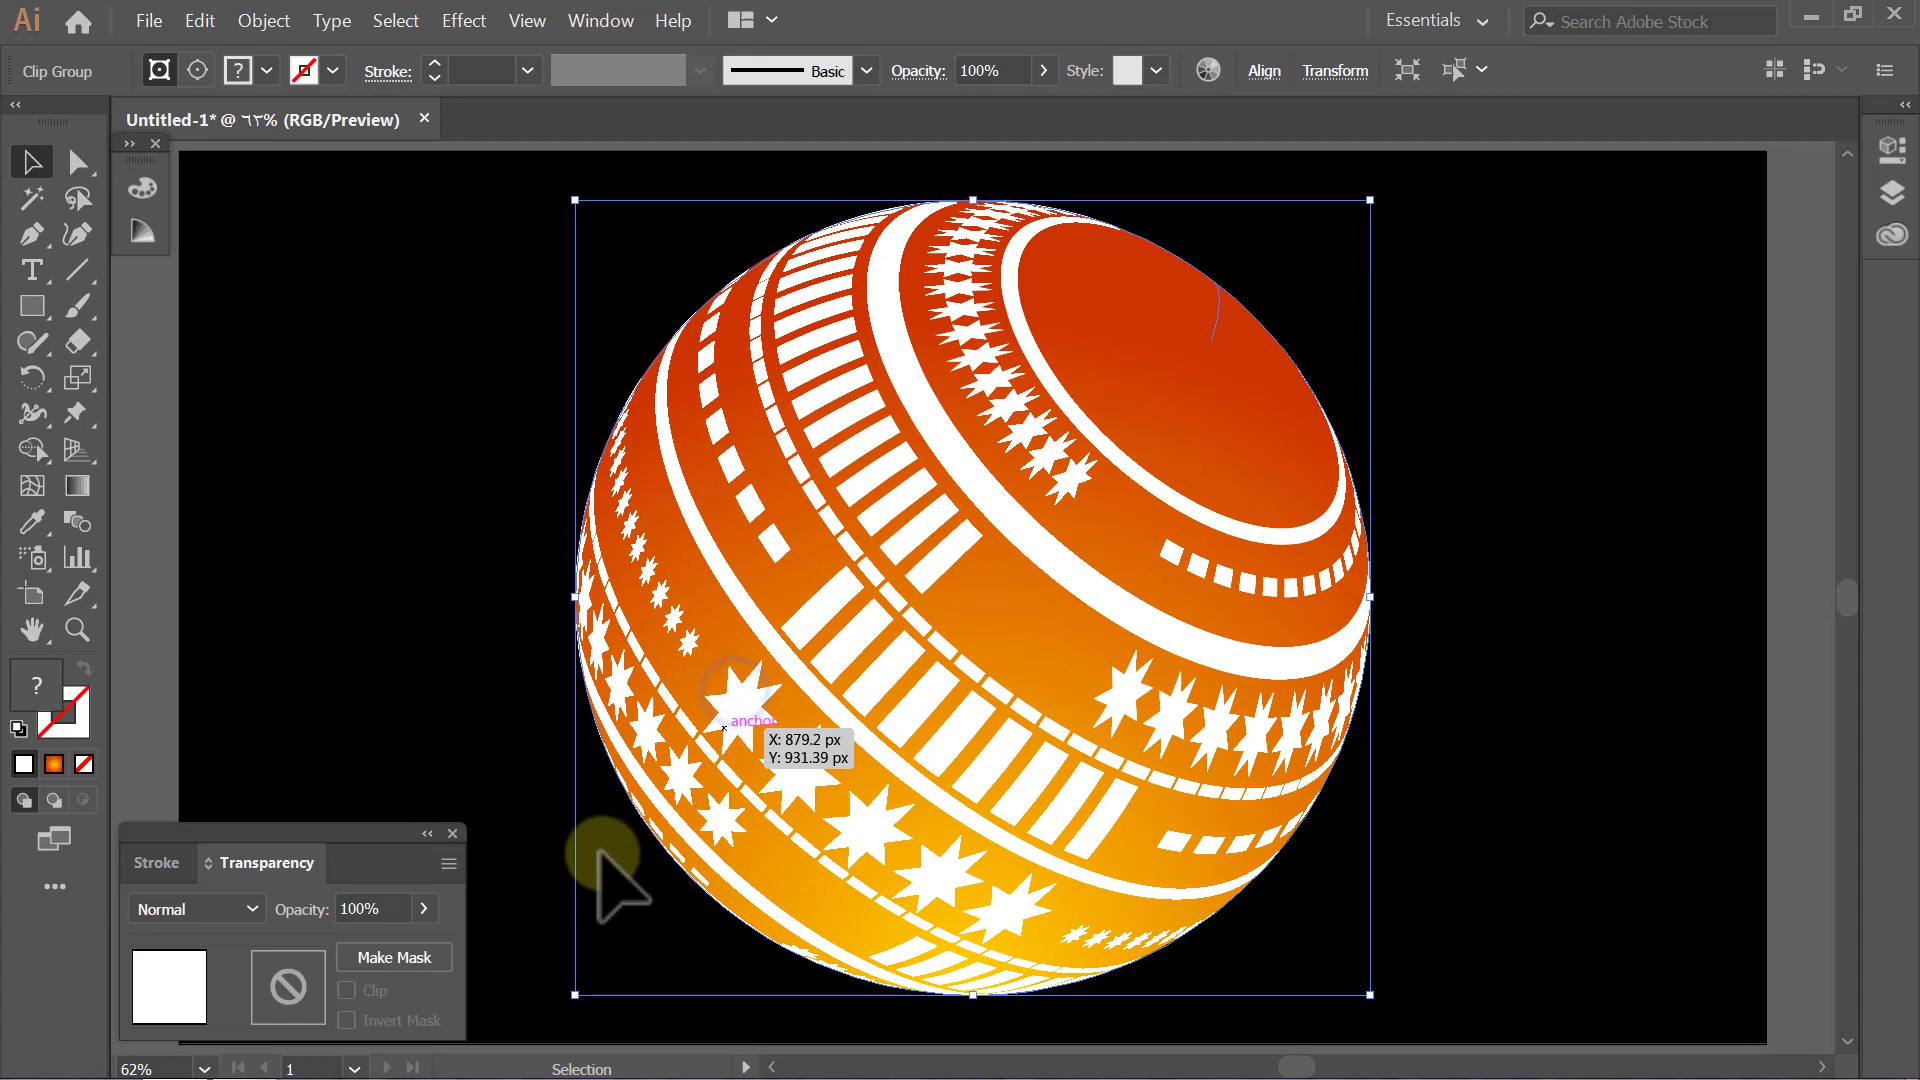 Ai File Edit Object Type Select Effect View Window Help Essentials Search Adobe Stock
Clip Group ? Stroke: Basic Opacity: 100% Style: Align Transform
Untitled-1* @ ٦٢% (RGB/Preview)
?
anchor
X: 879.2 px
Y: 931.39 px
Stroke Transparency
Normal Opacity: 100%
Make Mask
Clip
Invert Mask
62% 1 Selection